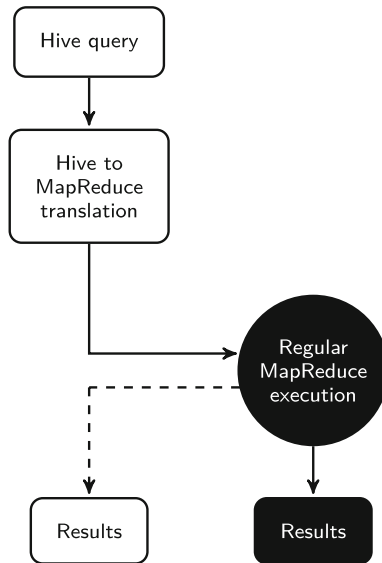 Hive query
Hive to
MapReduce
translation
Regular
MapReduce
execution
Results
Results